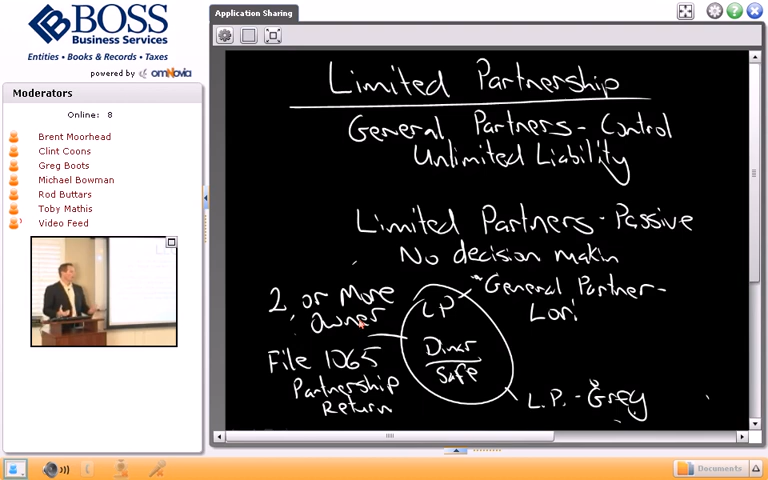 BOSS
Business Services
Entities • Books & Records • Taxes
powered by omNovia
Moderators
Online: 8
Brent Moorhead
Clint Coons
Greg Boots
Michael Bowman
Rod Buttars
Toby Mathis
Video Feed
Application Sharing
Limited Partnership
General Partners - Control
Unlimited Liability
Limited Partners - Passive
No decision makin
2 or More
Owner
File 1065
Partnership
Return
LP
Dinar
Safe
General Partner -
Lori
L.P. - Greg
Documents